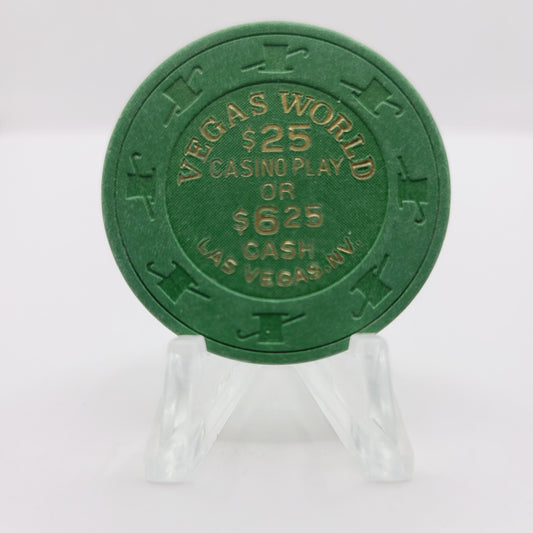 VEGAS WORLD
$25
CASINO PLAY
OR
$6.25
CASH
LAS VEGAS, NV.